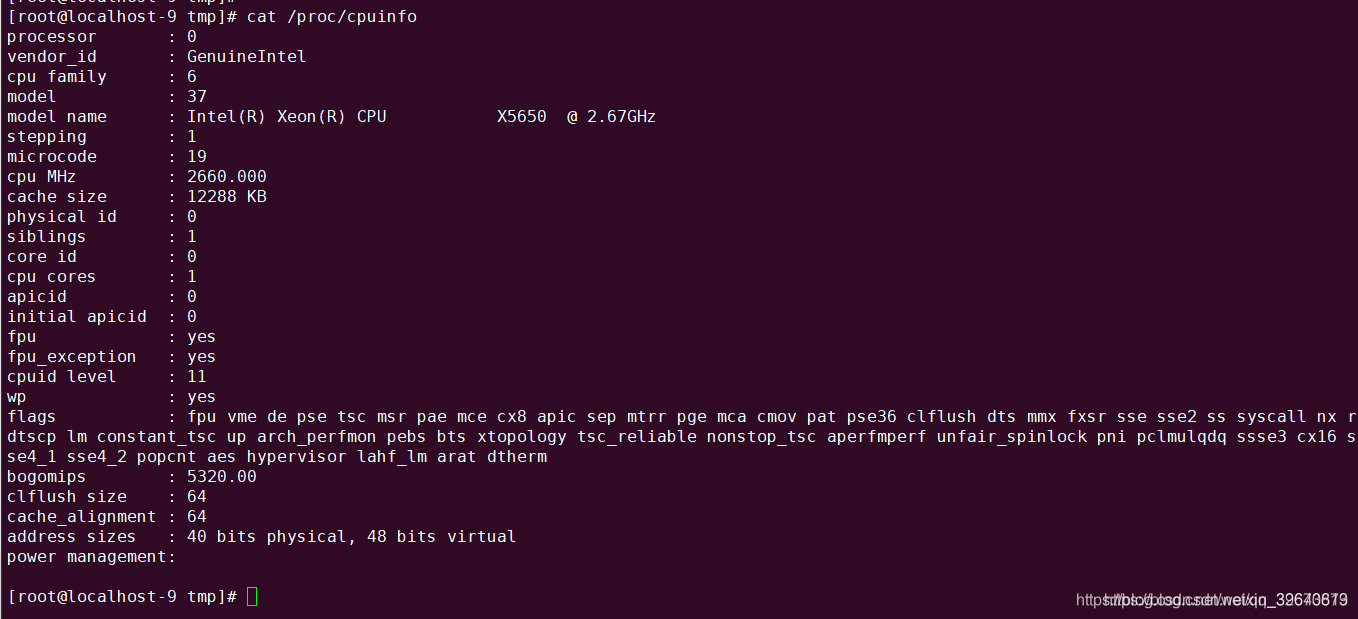 [root@localhost-9 tmp]#
[root@localhost-9 tmp]# cat /proc/cpuinfo
processor : 0
vendor_id : GenuineIntel
cpu family : 6
model : 37
model name : Intel(R) Xeon(R) CPU X5650 @ 2.67GHz
stepping : 1
microcode : 19
cpu MHz : 2660.000
cache size : 12288 KB
physical id : 0
siblings : 1
core id : 0
cpu cores : 1
apicid : 0
initial apicid : 0
fpu : yes
fpu_exception : yes
cpuid level : 11
wp : yes
flags : fpu vme de pse tsc msr pae mce cx8 apic sep mtrr pge mca cmov pat pse36 clflush dts mmx fxsr sse sse2 ss syscall nx r
dtscp lm constant_tsc up arch_perfmon pebs bts xtopology tsc_reliable nonstop_tsc aperfmperf unfair_spinlock pni pclmulqdq ssse3 cx16 s
se4_1 sse4_2 popcnt aes hypervisor lahf_lm arat dtherm
bogomips : 5320.00
clflush size : 64
cache_alignment : 64
address sizes : 40 bits physical, 48 bits virtual
power management:
[root@localhost-9 tmp]#